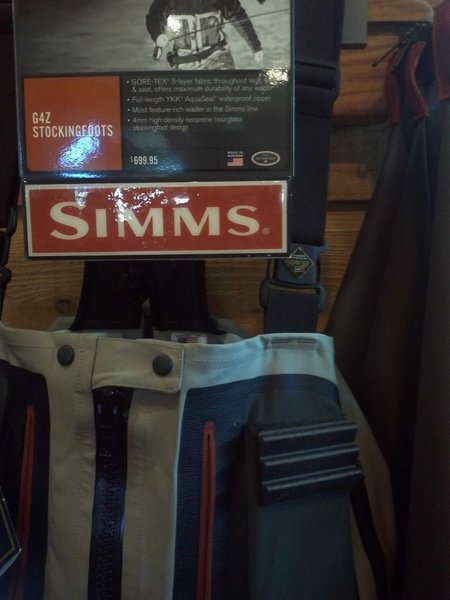 G4Z
STOCKINGFOOTS
$699.95
• GORE-TEX® 5-layer fabric throughout leg
& seat, offers maximum durability of any
• Full-length YKK® AquaSeal® waterproof zipper
• Most feature-rich wader in the Simms line
• 4mm high-density neoprene hourglass
stockingfoot design
MADE IN
SIMMS®